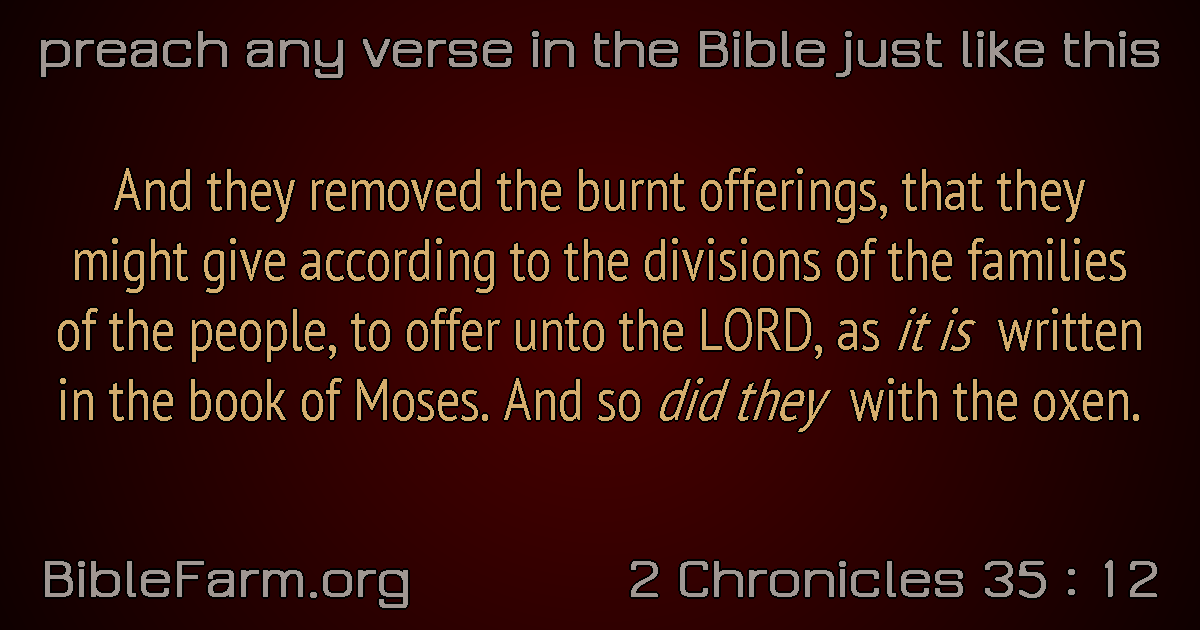 preach any verse in the Bible just like this
And they removed the burnt offerings, that they
might give according to the divisions of the families
of the people, to offer unto the LORD, as it is written
in the book of Moses. And so did they with the oxen.
BibleFarm.org
2 Chronicles 35 : 12